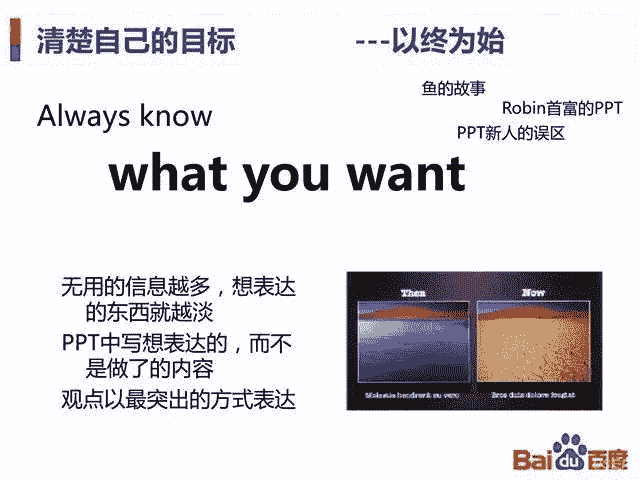 清楚自己的目标 ---以终为始
鱼的故事
Robin首富的PPT
PPT新人的误区
Always know
what you want
无用的信息越多，想表达
的东西就越淡
PPT中写想表达的，而不
是做了的内容
观点以最突出的方式表达
Then Now
Molestie hendrerit eu vero Eros duis dolore feugiat
Bai du 百度